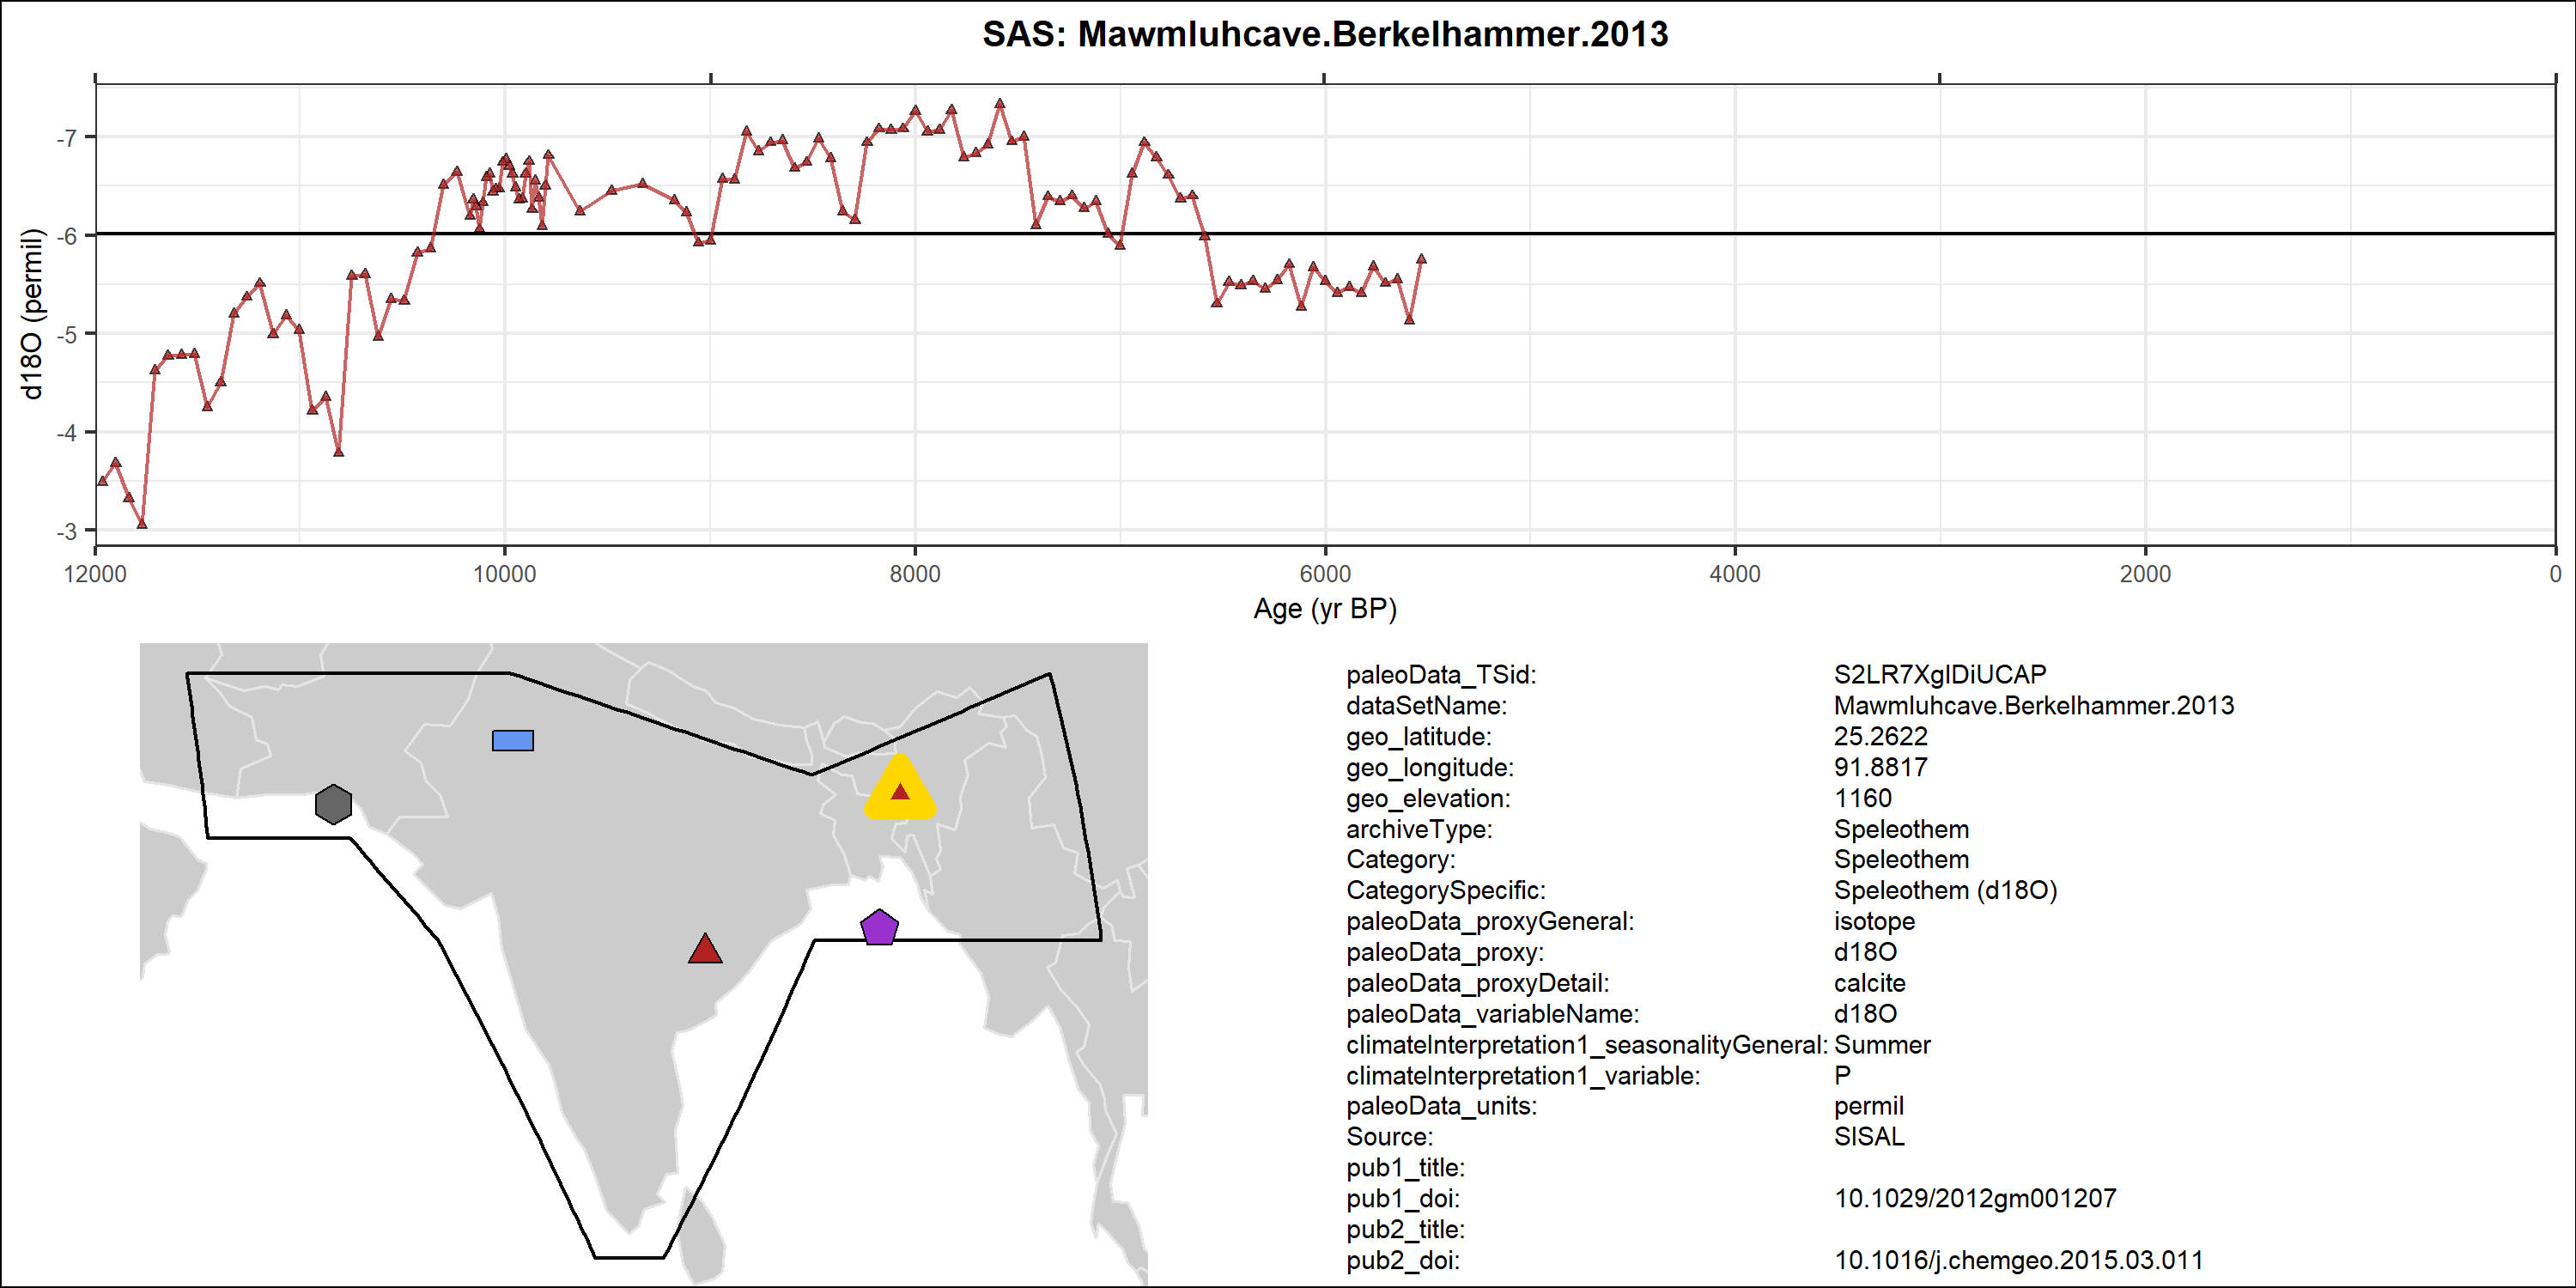 SAS: Mawmluhcave.Berkelhammer.2013
d18O (permil)
-7
-6
-5
-4
-3
12000 10000 8000 6000 4000 2000 0
Age (yr BP)
paleoData_TSid: S2LR7XglDiUCAP
dataSetName: Mawmluhcave.Berkelhammer.2013
geo_latitude: 25.2622
geo_longitude: 91.8817
geo_elevation: 1160
archiveType: Speleothem
Category: Speleothem
CategorySpecific: Speleothem (d18O)
paleoData_proxyGeneral: isotope
paleoData_proxy: d18O
paleoData_proxyDetail: calcite
paleoData_variableName: d18O
climateInterpretation1_seasonalityGeneral: Summer
climateInterpretation1_variable: P
paleoData_units: permil
Source: SISAL
pub1_title:
pub1_doi: 10.1029/2012gm001207
pub2_title:
pub2_doi: 10.1016/j.chemgeo.2015.03.011